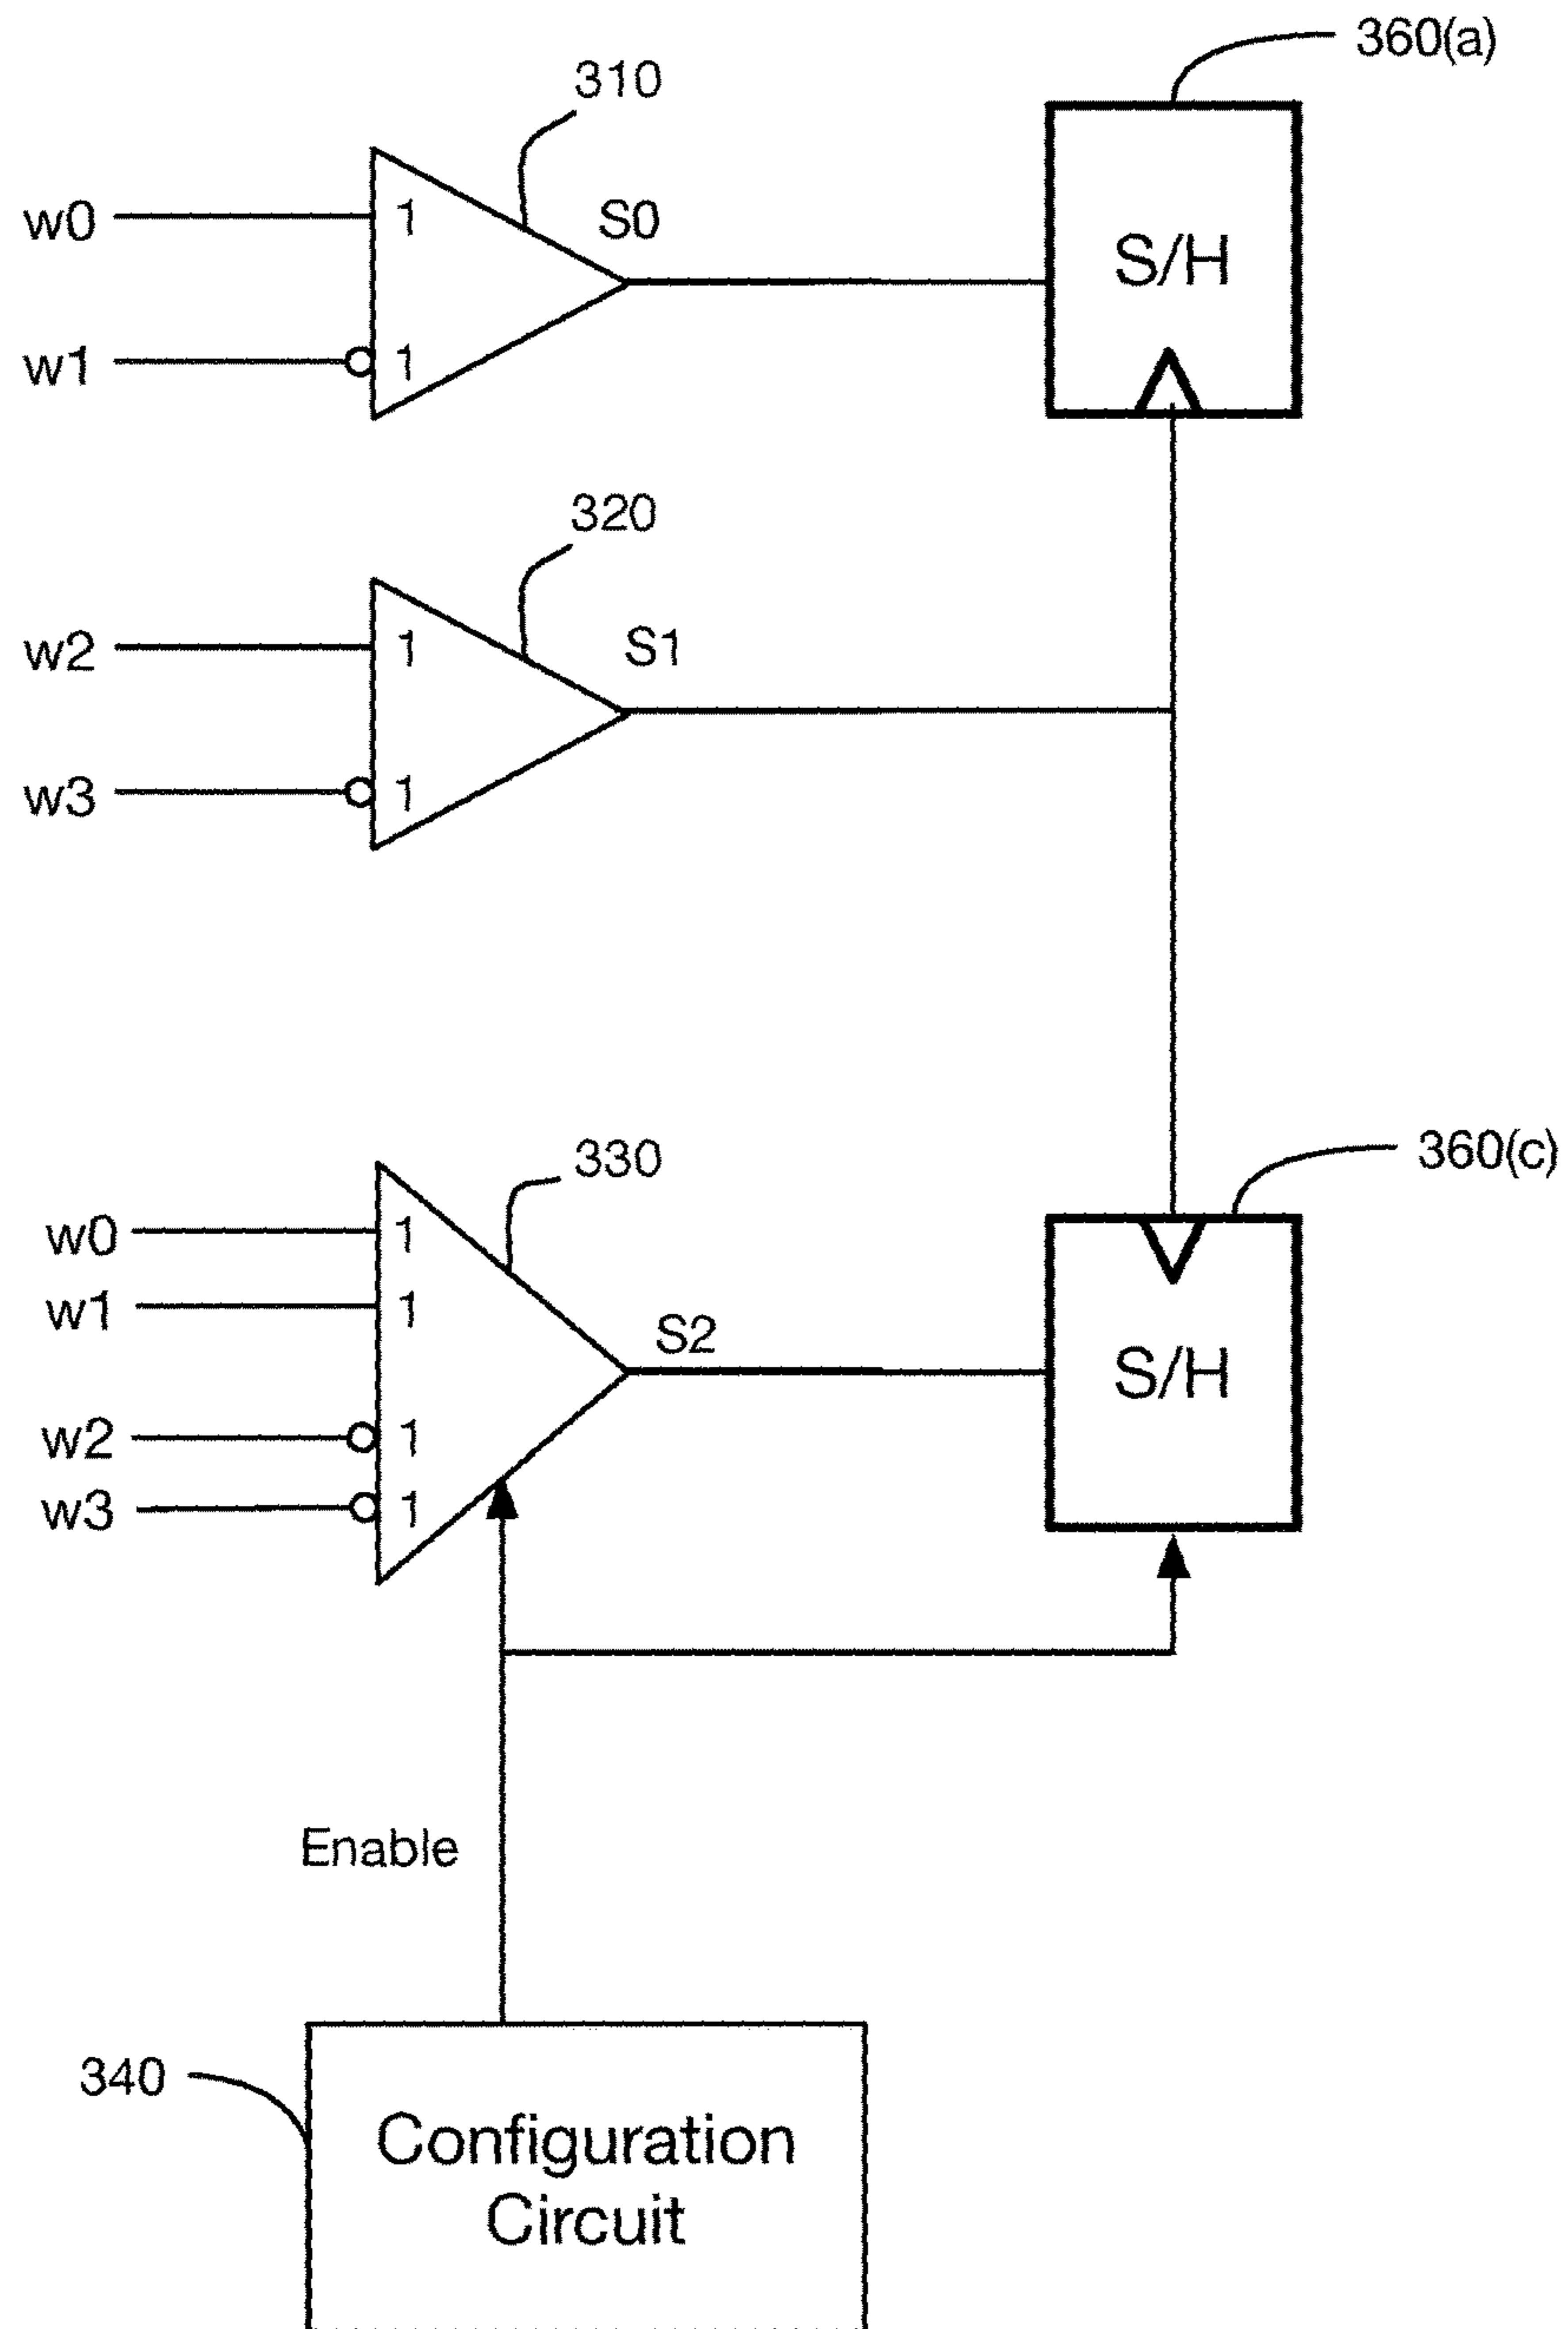 360(a)
310
w0
1
S0
S/H
w1
1
320
w2
1
S1
w3
1
330
360(c)
w0
1
w1
1
S2
S/H
w2
1
w3
1
Enable
340
Configuration
Circuit